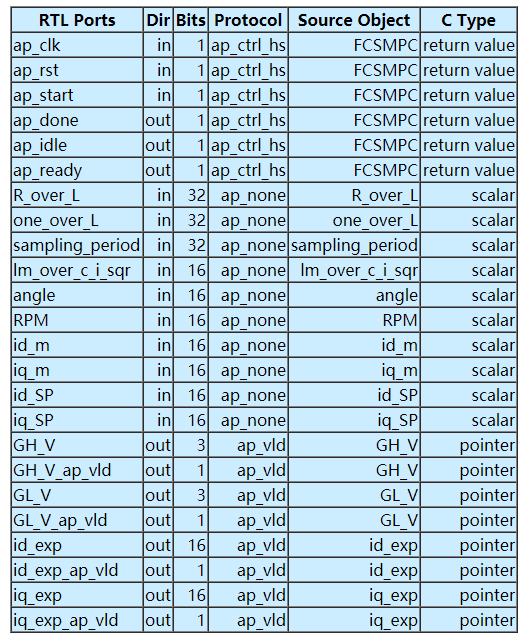 RTL Ports Dir Bits Protocol Source Object C Type
ap_clk in 1 ap_ctrl_hs FCSMPC return value
ap_rst in 1 ap_ctrl_hs FCSMPC return value
ap_start in 1 ap_ctrl_hs FCSMPC return value
ap_done out 1 ap_ctrl_hs FCSMPC return value
ap_idle out 1 ap_ctrl_hs FCSMPC return value
ap_ready out 1 ap_ctrl_hs FCSMPC return value
R_over_L in 32 ap_none R_over_L scalar
one_over_L in 32 ap_none one_over_L scalar
sampling_period in 32 ap_none sampling_period scalar
lm_over_c_i_sqr in 16 ap_none lm_over_c_i_sqr scalar
angle in 16 ap_none angle scalar
RPM in 16 ap_none RPM scalar
id_m in 16 ap_none id_m scalar
iq_m in 16 ap_none iq_m scalar
id_SP in 16 ap_none id_SP scalar
iq_SP in 16 ap_none iq_SP scalar
GH_V out 3 ap_vld GH_V pointer
GH_V_ap_vld out 1 ap_vld GH_V pointer
GL_V out 3 ap_vld GL_V pointer
GL_V_ap_vld out 1 ap_vld GL_V pointer
id_exp out 16 ap_vld id_exp pointer
id_exp_ap_vld out 1 ap_vld id_exp pointer
iq_exp out 16 ap_vld iq_exp pointer
iq_exp_ap_vld out 1 ap_vld iq_exp pointer